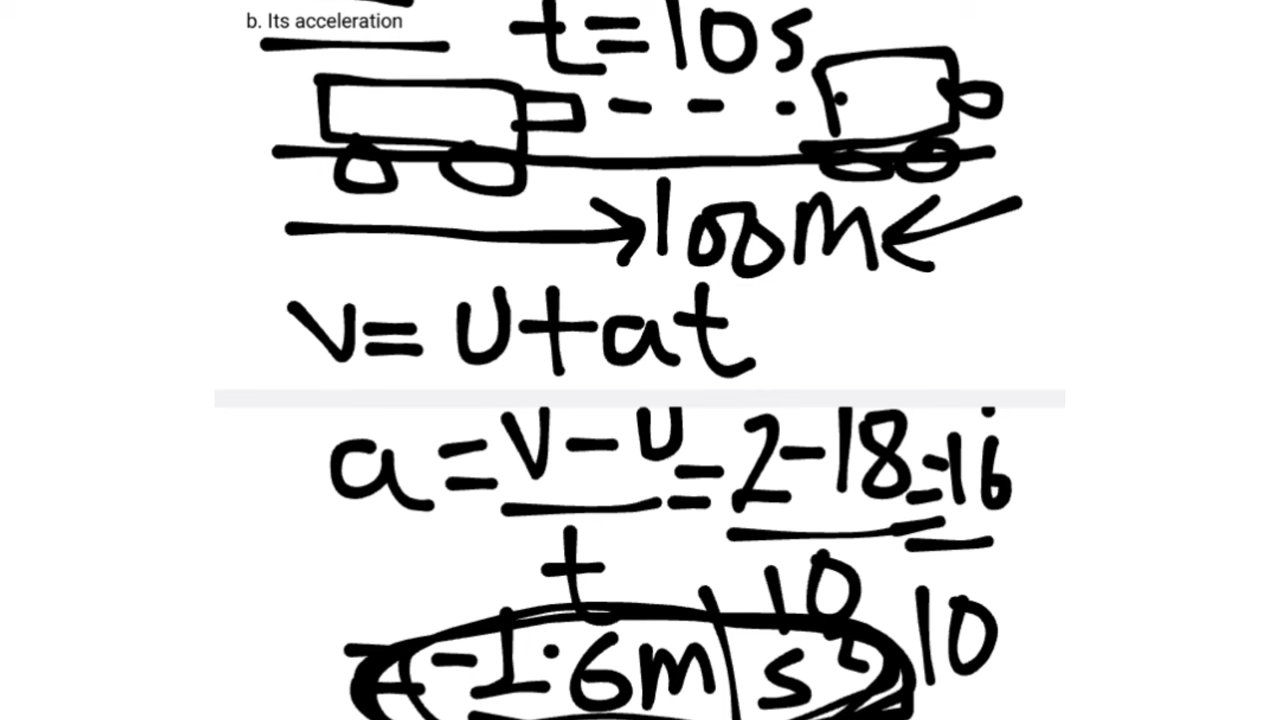 b. Its acceleration
t=10s
100m
v= u+at
a = v-u = 2-18 = -16
t 10 10
= -1.6m/s²